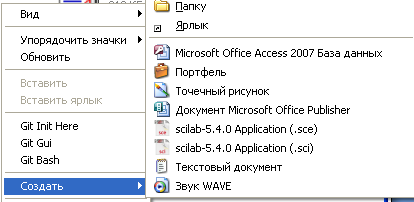 Вид
Упорядочить значки
Обновить
Вставить
Вставить ярлык
Git Init Here
Git Gui
Git Bash
Создать
Папку
Ярлык
Microsoft Office Access 2007 База данных
Портфель
Точечный рисунок
Документ Microsoft Office Publisher
scilab-5.4.0 Application (.sce)
scilab-5.4.0 Application (.sci)
Текстовый документ
Звук WAVE